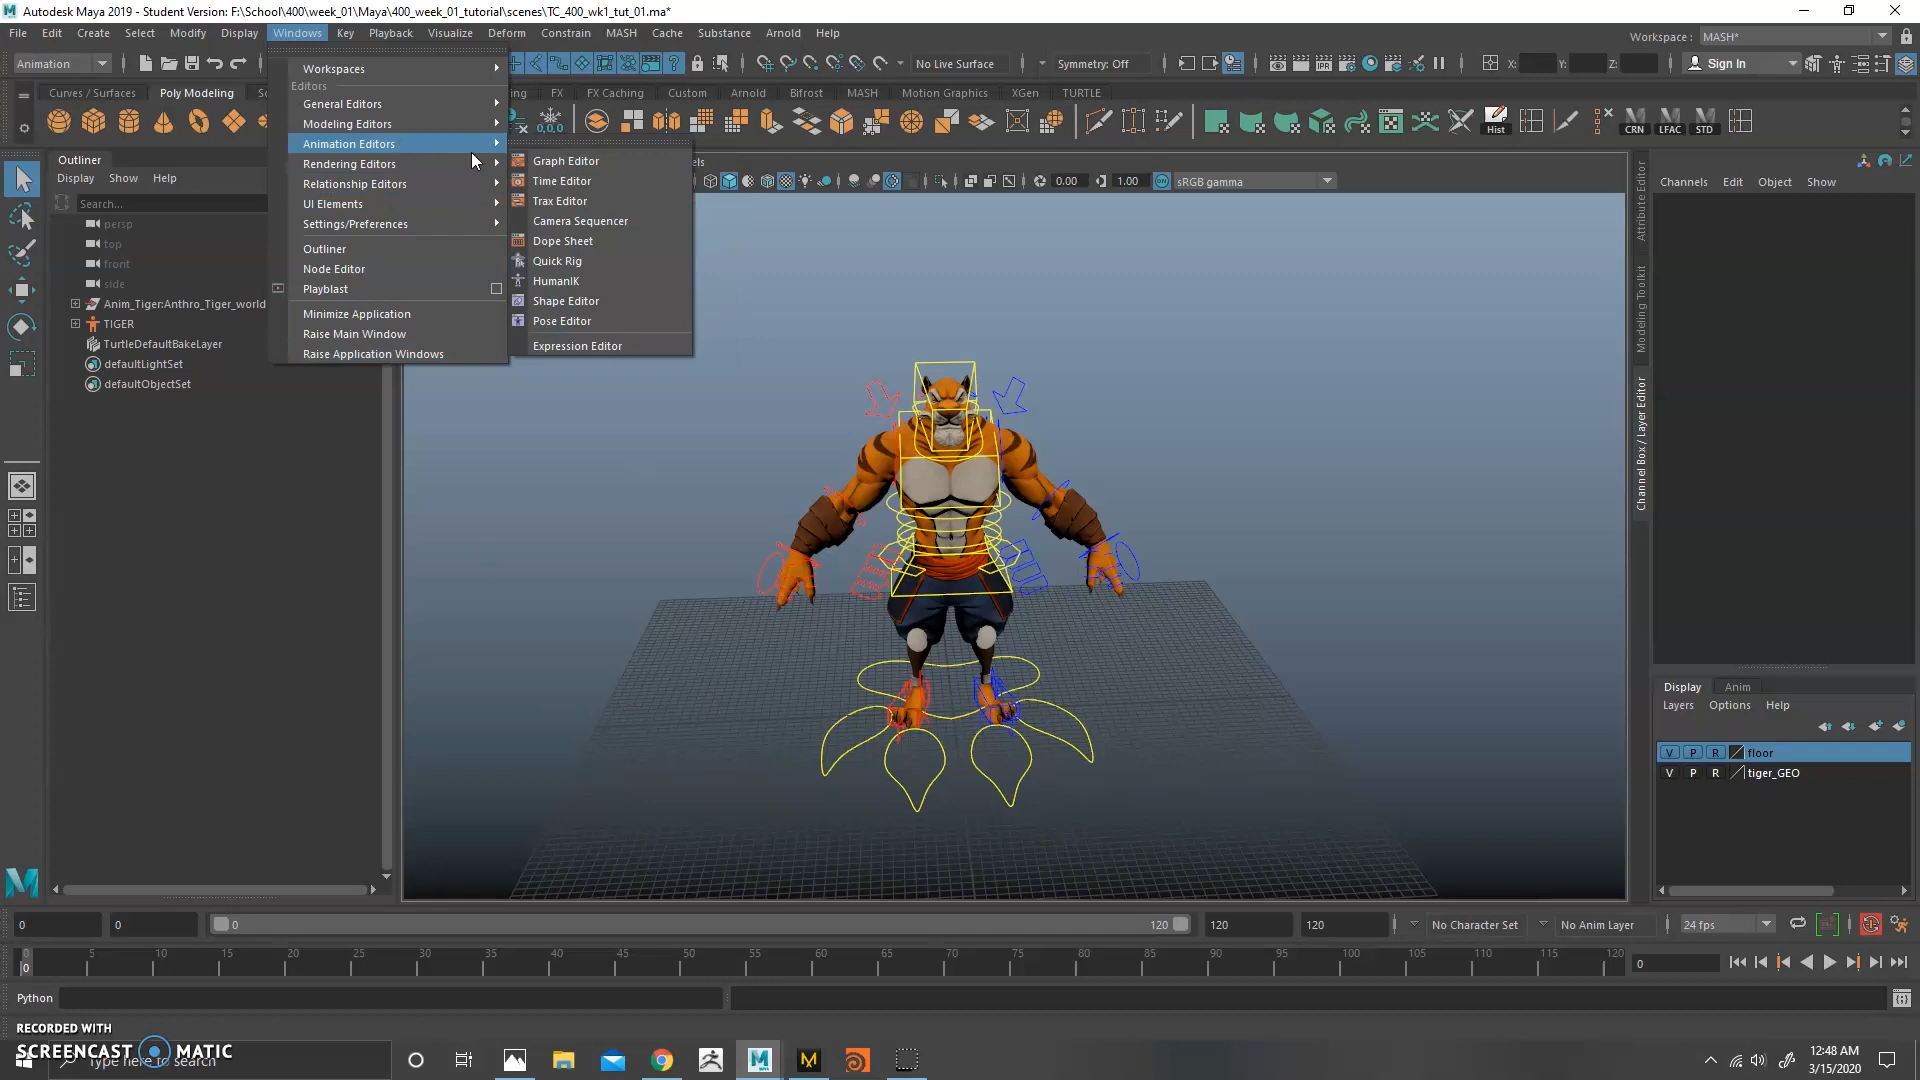 Autodesk Maya 2019 - Student Version: F:\School\400\week_01\Maya\400_week_01_tutorial\scenes\TC_400_wk1_tut_01.ma*
File Edit Create Select Modify Display Windows Key Playback Visualize Deform Constrain MASH Cache Substance Arnold Help
Workspace : MASH*
Animation No Live Surface Symmetry: Off X: Y: Z: Sign In
Curves / Surfaces Poly Modeling FX FX Caching Custom Arnold Bifrost MASH Motion Graphics XGen TURTLE
0,0,0 Hist CRN LFAC STD
Workspaces
Editors
General Editors
Modeling Editors
Animation Editors
Rendering Editors
Relationship Editors
UI Elements
Settings/Preferences
Outliner
Node Editor
Playblast
Minimize Application
Raise Main Window
Raise Application Windows
Graph Editor
Time Editor
Trax Editor
Camera Sequencer
Dope Sheet
Quick Rig
HumanIK
Shape Editor
Pose Editor
Expression Editor
Outliner
Display Show Help
Search...
persp
top
front
side
Anim_Tiger:Anthro_Tiger_world
TIGER
TurtleDefaultBakeLayer
defaultLightSet
defaultObjectSet
0.00 1.00 sRGB gamma
Channels Edit Object Show
Attribute Editor
Modeling Toolkit
Channel Box / Layer Editor
Display Anim
Layers Options Help
V P R floor
V P R tiger_GEO
0 0 0 120 120 120 No Character Set No Anim Layer 24 fps
0 5 10 15 20 25 30 35 40 45 50 55 60 65 70 75 80 85 90 95 100 105 110 115 120
0 0
Python
RECORDED WITH
SCREENCAST MATIC
Type here to search
12:48 AM
3/15/2020